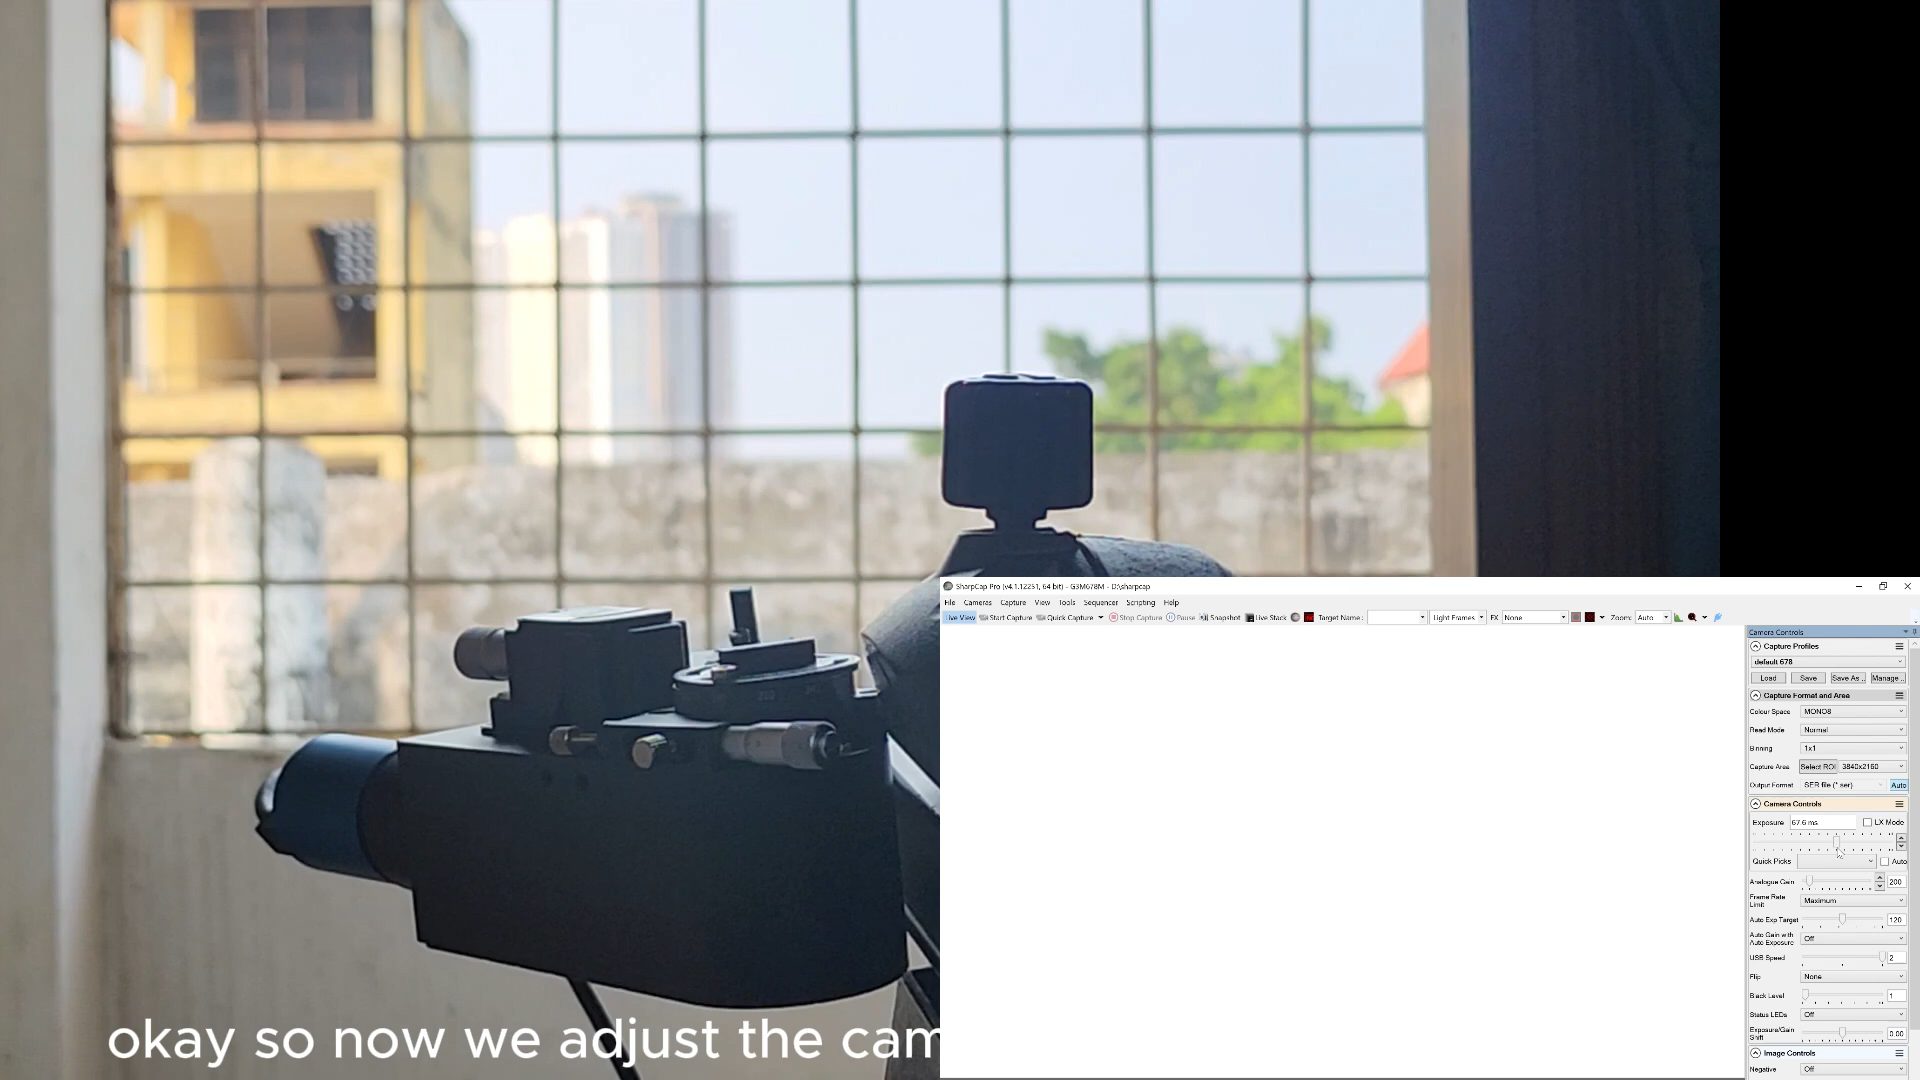 SharpCap Pro (v4.1.12251, 64 bit) - G3M678M - D:\sharpcap
File Cameras Capture View Tools Sequencer Scripting Help
Live View Start Capture Quick Capture Stop Capture Pause Snapshot Live Stack Target Name : Light Frames FX None Zoom: Auto
Camera Controls
Capture Profiles
default 678
Load Save Save As .. Manage ..
Capture Format and Area
Colour Space MONO8
Read Mode Normal
Binning 1x1
Capture Area Select ROI 3840x2160
Output Format SER file (*.ser) Auto
Camera Controls
Exposure 67.6 ms LX Mode
Quick Picks Auto
Analogue Gain 200
Frame Rate
Limit Maximum
Auto Exp Target 120
Auto Gain with
Auto Exposure Off
USB Speed 2
Flip None
Black Level 1
Status LEDs Off
Exposure/Gain
Shift 0.00
Image Controls
Negative Off
okay so now we adjust the cam